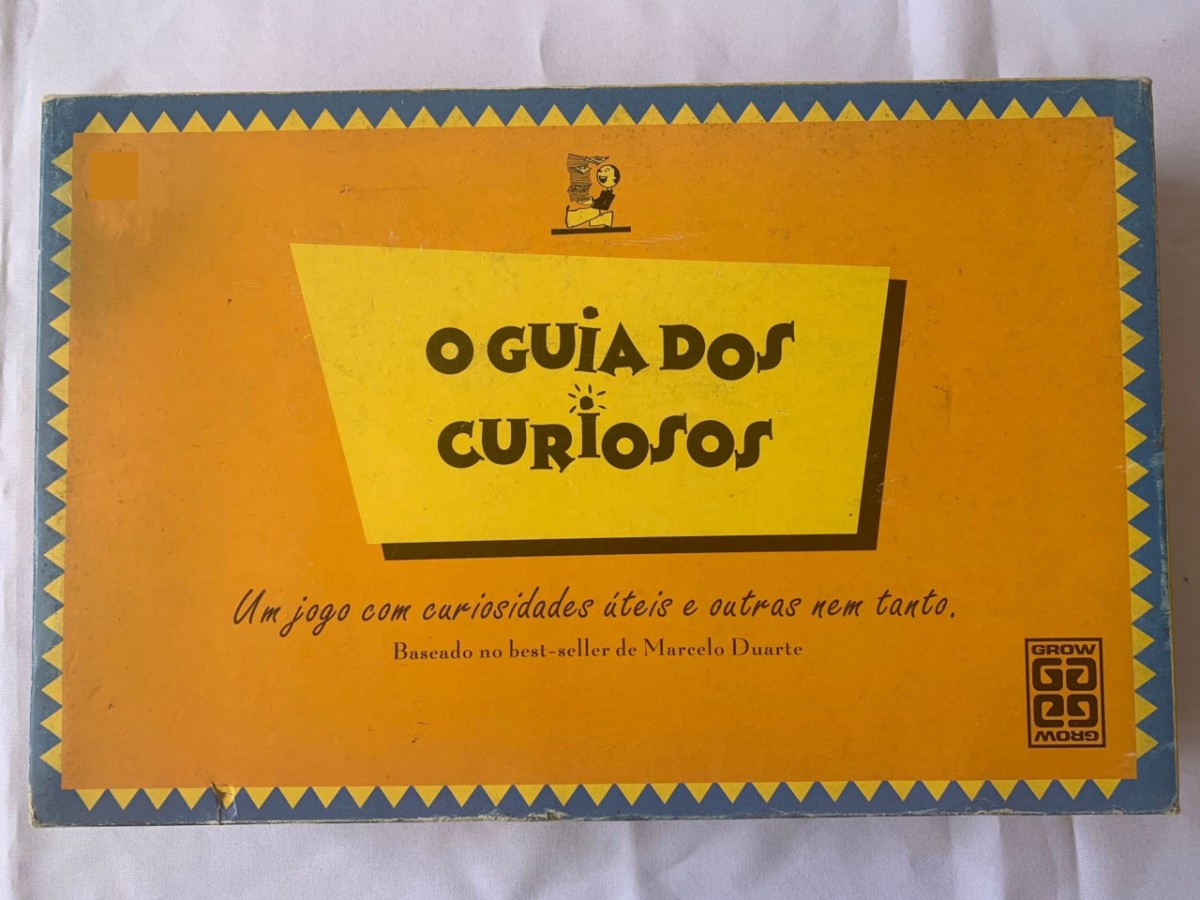 O GUiA DOS
CURiOSOS
Um jogo com curiosidades úteis e outras nem tanto.
Baseado no best-seller de Marcelo Duarte
GROW
GROW